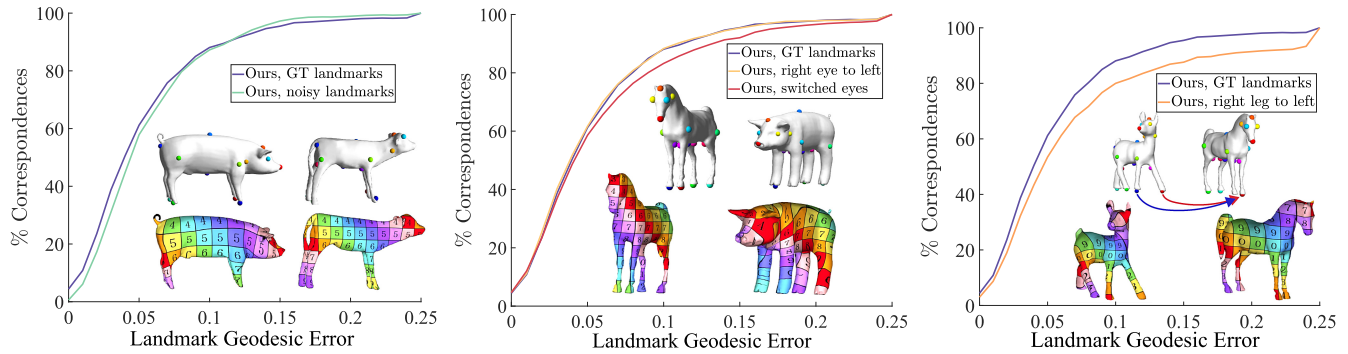 100
80
60
40
20
0
% Correspondences
Ours, GT landmarks
Ours, noisy landmarks
0 0.05 0.1 0.15 0.2 0.25
Landmark Geodesic Error
100
80
60
40
20
0
% Correspondences
Ours, GT landmarks
Ours, right eye to left
Ours, switched eyes
0 0.05 0.1 0.15 0.2 0.25
Landmark Geodesic Error
100
80
60
40
20
0
% Correspondences
Ours, GT landmarks
Ours, right leg to left
0 0.05 0.1 0.15 0.2 0.25
Landmark Geodesic Error